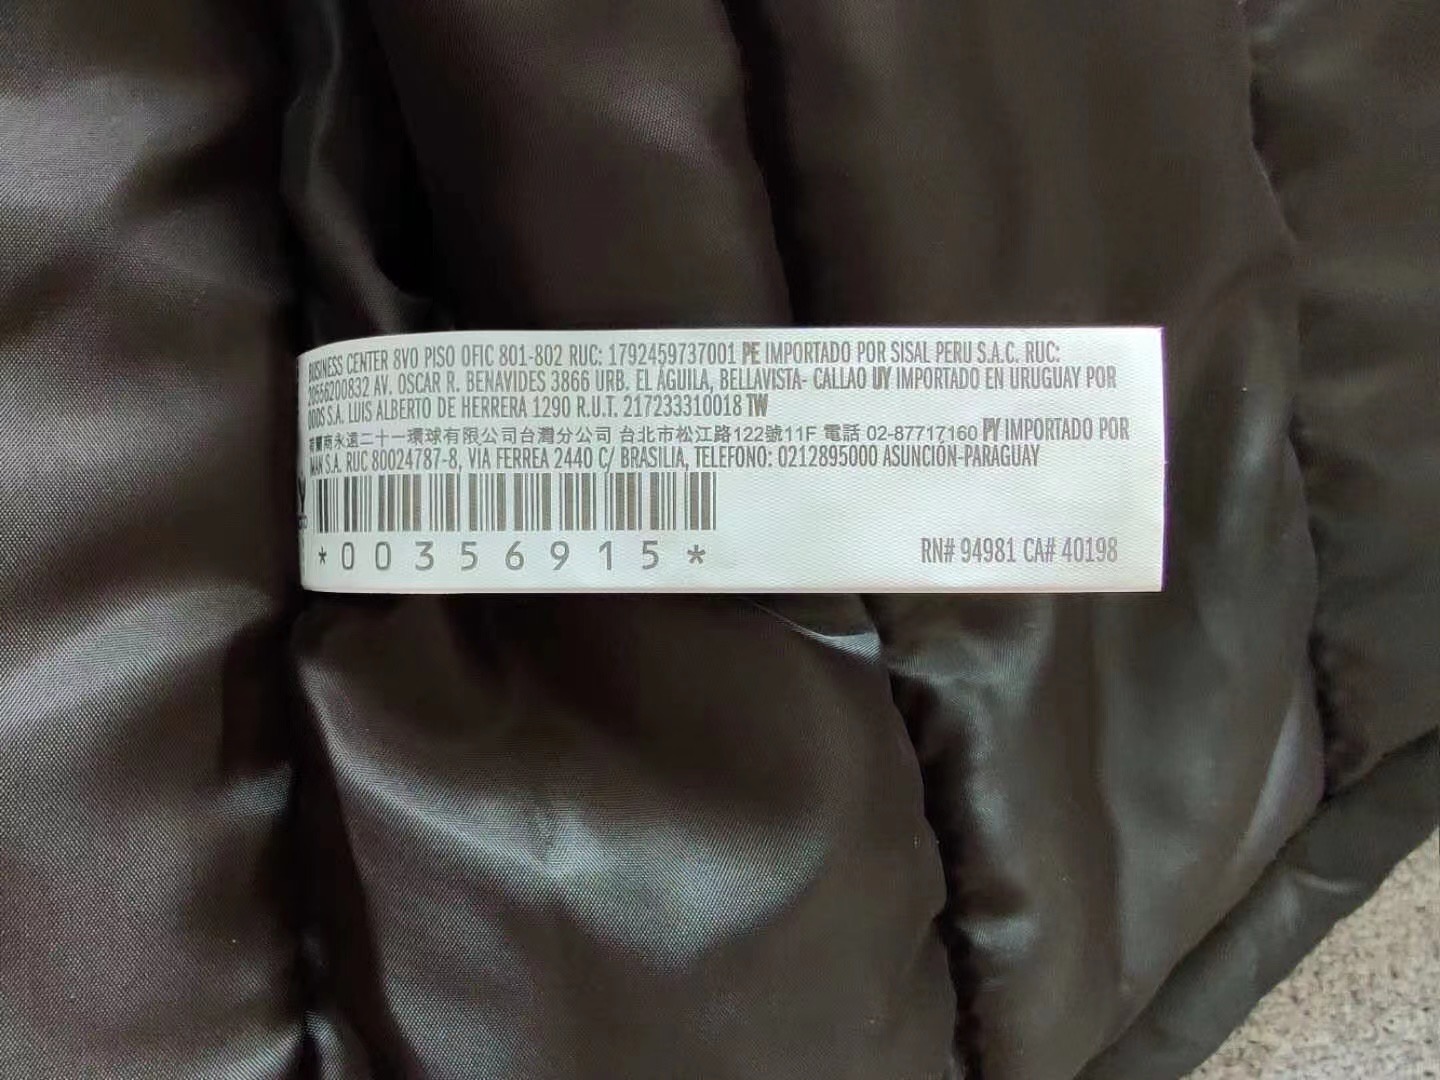 BUSINESS CENTER 8VO PISO OFIC 801-802 RUC: 1792459737001 PE IMPORTADO POR SISAL PERU S.A.C. RUC:
20556200832 AV. OSCAR R. BENAVIDES 3866 URB. EL ÁGUILA, BELLAVISTA- CALLAO UY IMPORTADO EN URUGUAY POR
S.A. LUIS ALBERTO DE HERRERA 1290 R.U.T. 217233310018 TW
商永遠二十一環球有限公司台灣分公司 台北市松江路122號11F 電話 02-87717160 PY IMPORTADO POR
MAN S.A. RUC 80024787-8, VIA FERREA 2440 C/ BRASILIA, TELEFONO: 0212895000 ASUNCIÓN-PARAGUAY
*00356915*
RN# 94981 CA# 40198